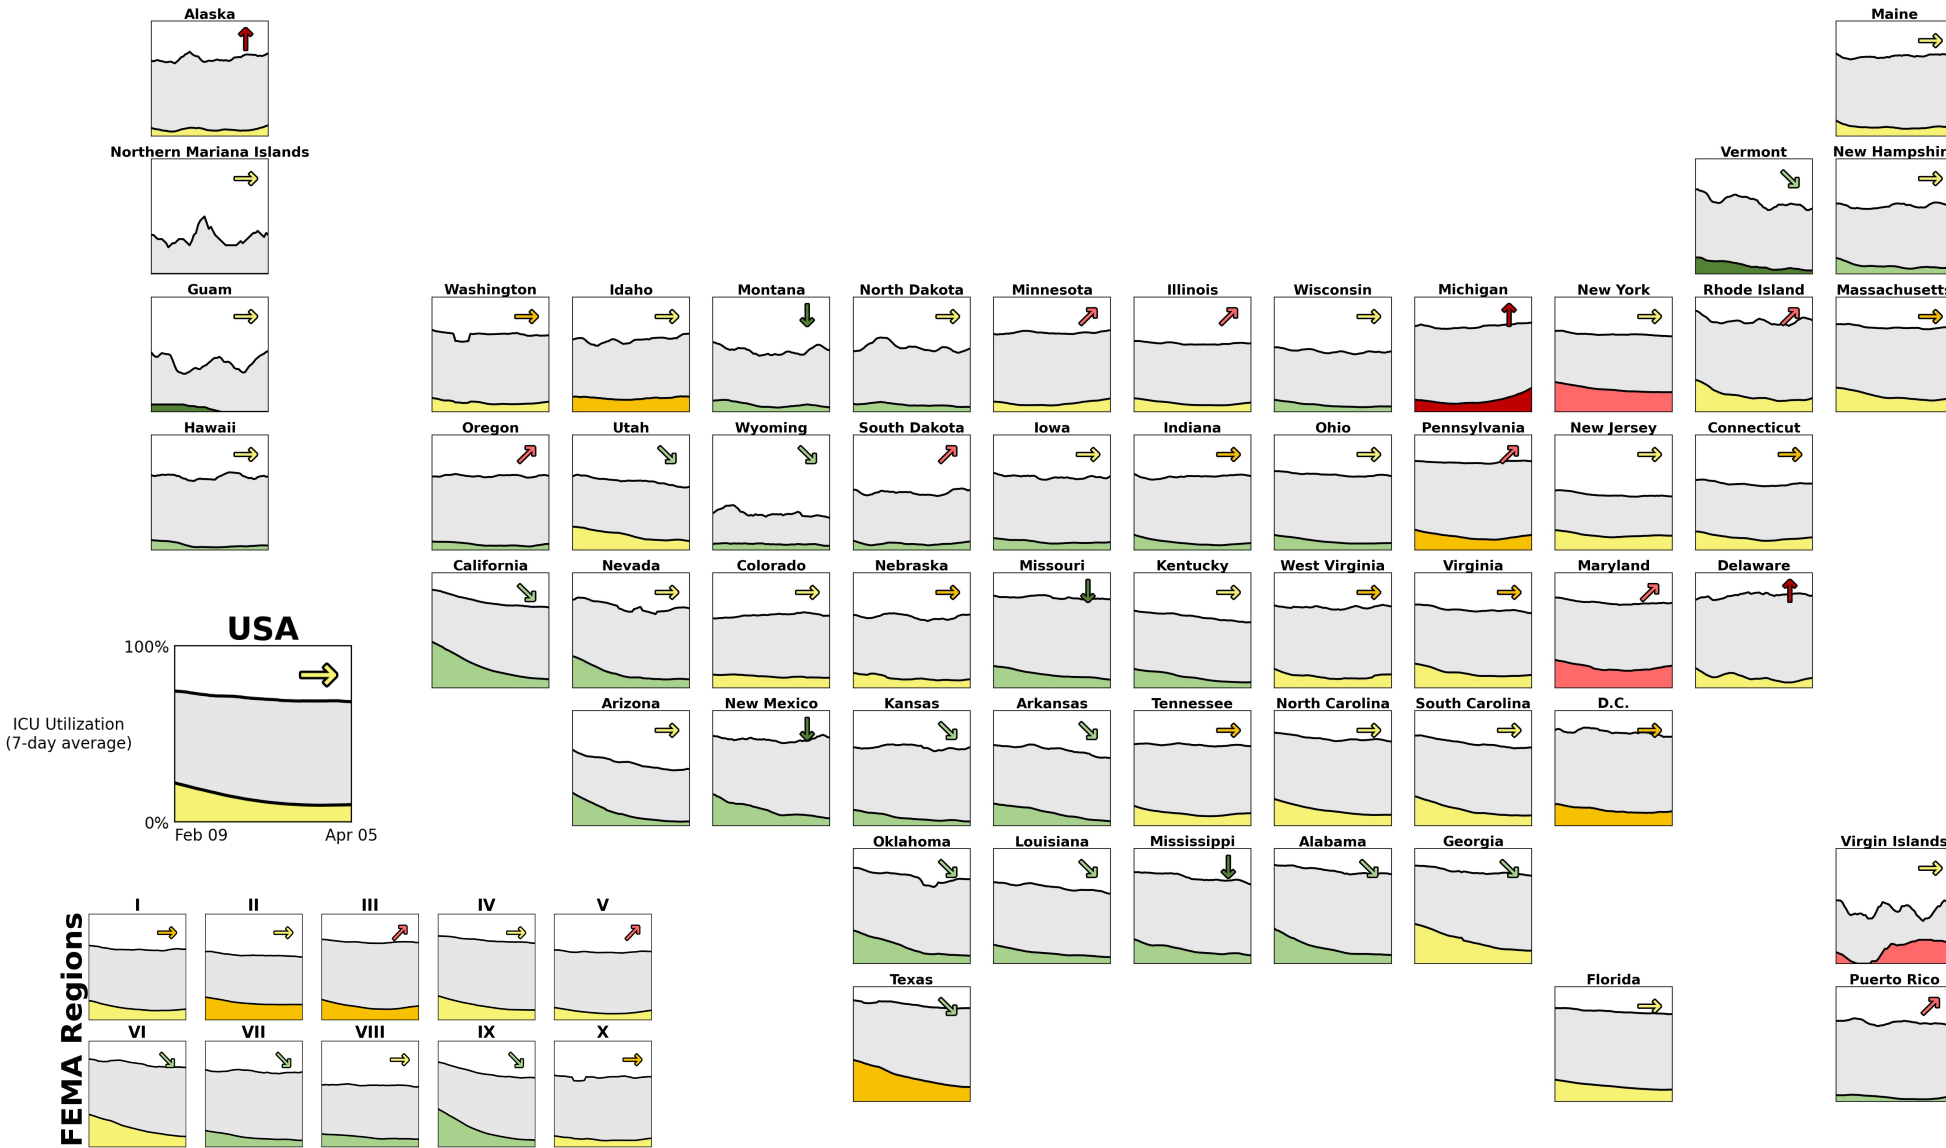 Alaska
Maine
Northern Mariana Islands
Vermont
New Hampshir
Guam
Washington
Idaho
Montana
North Dakota
Minnesota
Illinois
Wisconsin
Michigan
New York
Rhode Island
Massachusetts
Hawaii
Oregon
Utah
Wyoming
South Dakota
Iowa
Indiana
Ohio
Pennsylvania
New Jersey
Connecticut
California
Nevada
Colorado
Nebraska
Missouri
Kentucky
West Virginia
Virginia
Maryland
Delaware
USA
100%
ICU Utilization
(7-day average)
0%
Feb 09
Apr 05
Arizona
New Mexico
Kansas
Arkansas
Tennessee
North Carolina
South Carolina
D.C.
Oklahoma
Louisiana
Mississippi
Alabama
Georgia
Virgin Islands
FEMA Regions
I
II
III
IV
V
Texas
Florida
Puerto Rico
VI
VII
VIII
IX
X